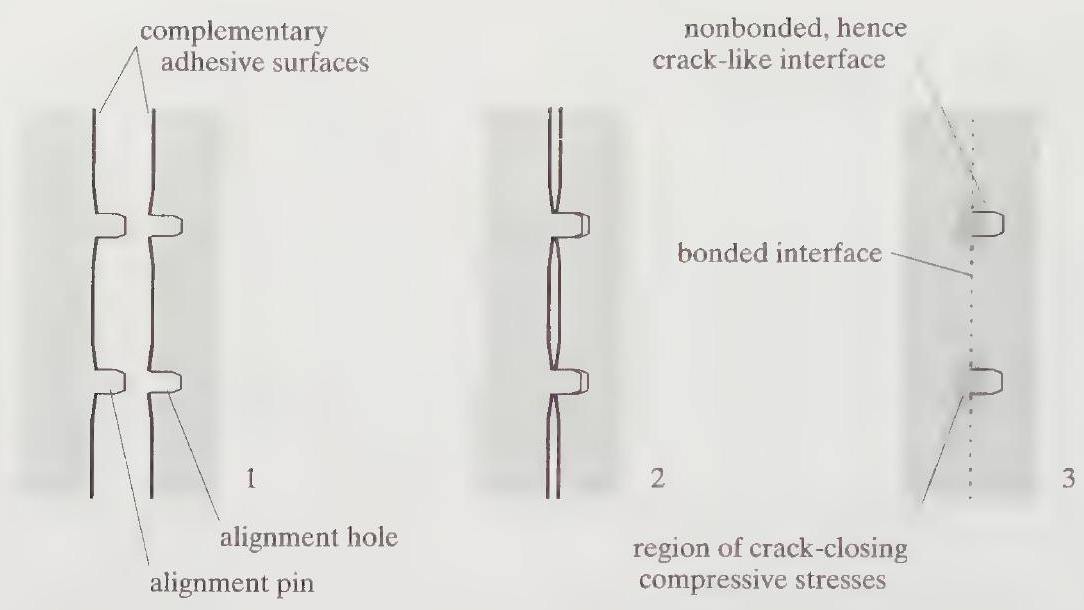 complementary
adhesive surfaces
1
alignment hole
alignment pin
2
nonbonded, hence
crack-like interface
bonded interface
3
region of crack-closing
compressive stresses